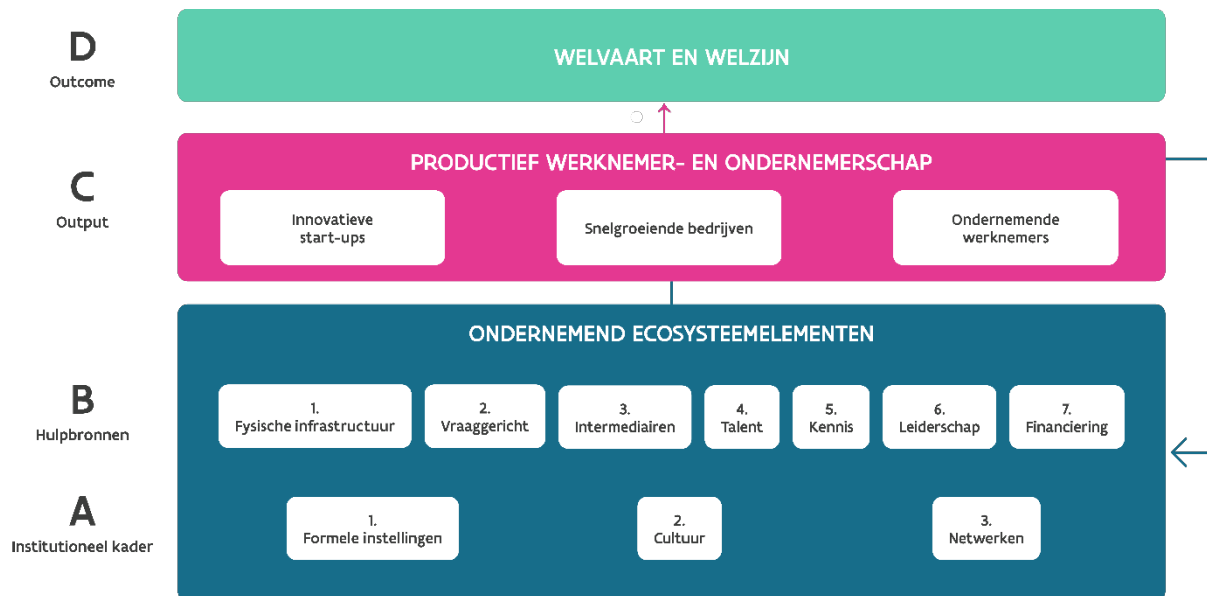 D
Outcome
WELVAART EN WELZIJN
C
Output
PRODUCTIEF WERKNEMER- EN ONDERNEMERSCHAP
Innovatieve
start-ups
Snelgroeiende bedrijven
Ondernemende
werknemers
ONDERNEMEND ECOSYSTEEMELEMENTEN
B
Hulpbronnen
1.
Fysische infrastructuur
2.
Vraaggericht
3.
Intermediairen
4.
Talent
5.
Kennis
6.
Leiderschap
7.
Financiering
A
Institutioneel kader
1.
Formele instellingen
2.
Cultuur
3.
Netwerken